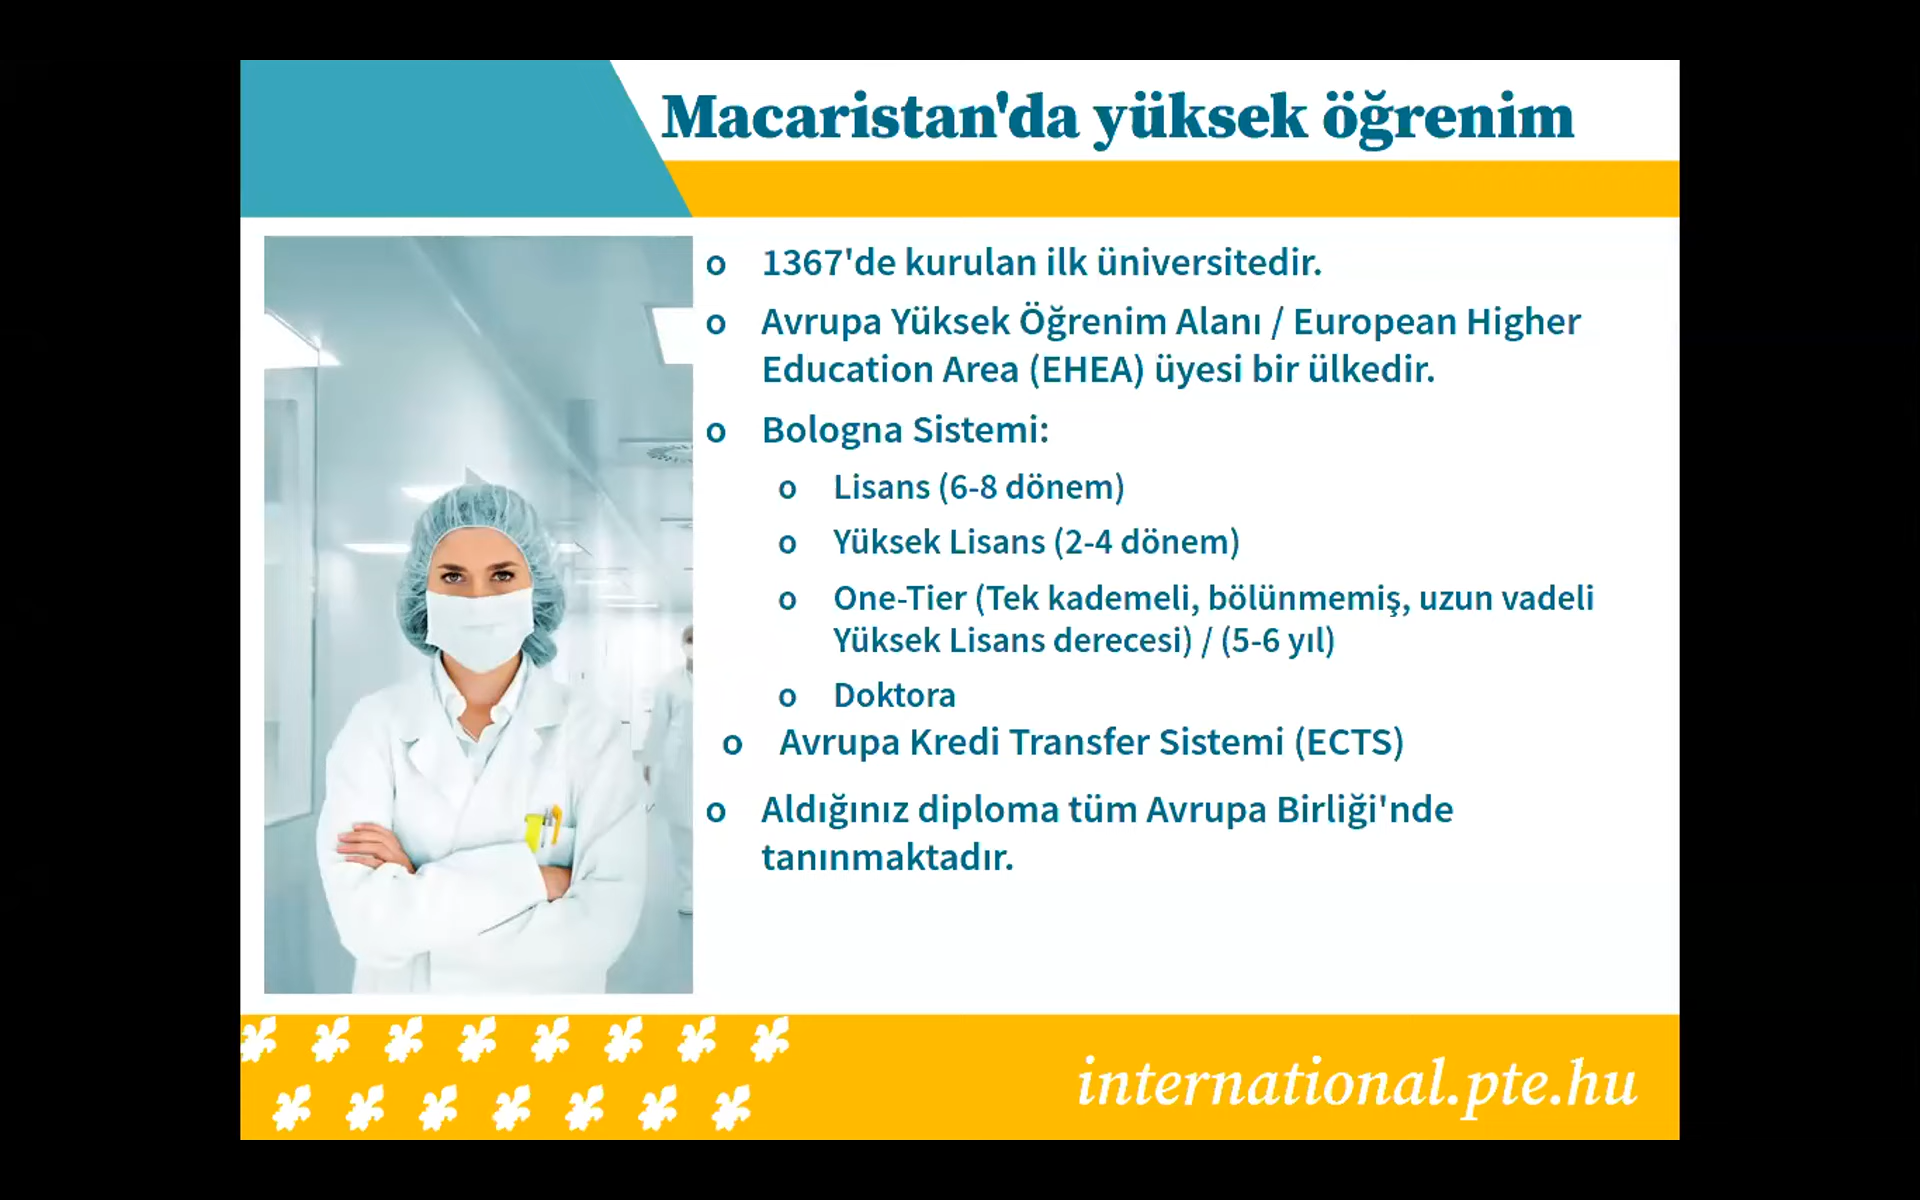 Macaristan'da yüksek öğrenim
o 1367'de kurulan ilk üniversitedir.
o Avrupa Yüksek Öğrenim Alanı / European Higher
Education Area (EHEA) üyesi bir ülkedir.
o Bologna Sistemi:
o Lisans (6-8 dönem)
o Yüksek Lisans (2-4 dönem)
o One-Tier (Tek kademeli, bölünmemiş, uzun vadeli
Yüksek Lisans derecesi) / (5-6 yıl)
o Doktora
o Avrupa Kredi Transfer Sistemi (ECTS)
o Aldığınız diploma tüm Avrupa Birliği'nde
tanınmaktadır.
international.pte.hu